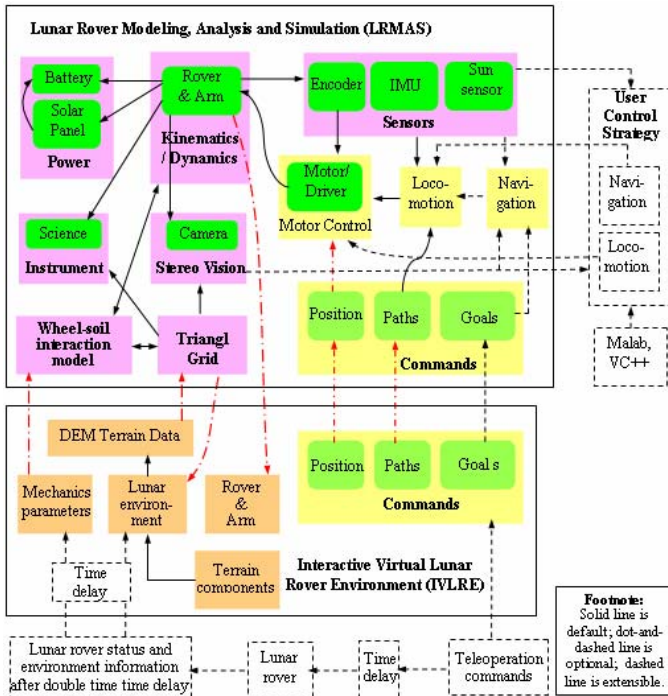 Lunar Rover Modeling, Analysis and Simulation (LRMAS)
Battery
Solar
Panel
Power
Rover
& Arm
Kinematics
/ Dynamics
Encoder
IMU
Sun
sensor
Sensors
User
Control
Strategy
Navi-
gation
Loco-
motion
Malab,
VC++
Motor/
Driver
Motor Control
Loco-
motion
Navi-
gation
Science
Instrument
Camera
Stereo Vision
Wheel-soil
interaction
model
Triangl
Grid
Position
Paths
Goals
Commands
DEM Terrain Data
Mechanics
parameters
Lunar
environ-
ment
Rover
& Arm
Position
Paths
Goal s
Commands
Terrain
components
Interactive Virtual Lunar
Rover Environment (IVLRE)
Time
delay
Lunar rover status and
environment information
after double time time delay
Lunar
rover
Time
delay
Teleoperation
commands
Footnote:
Solid line is
default; dot-and-
dashed line is
optional; dashed
line is extensible.